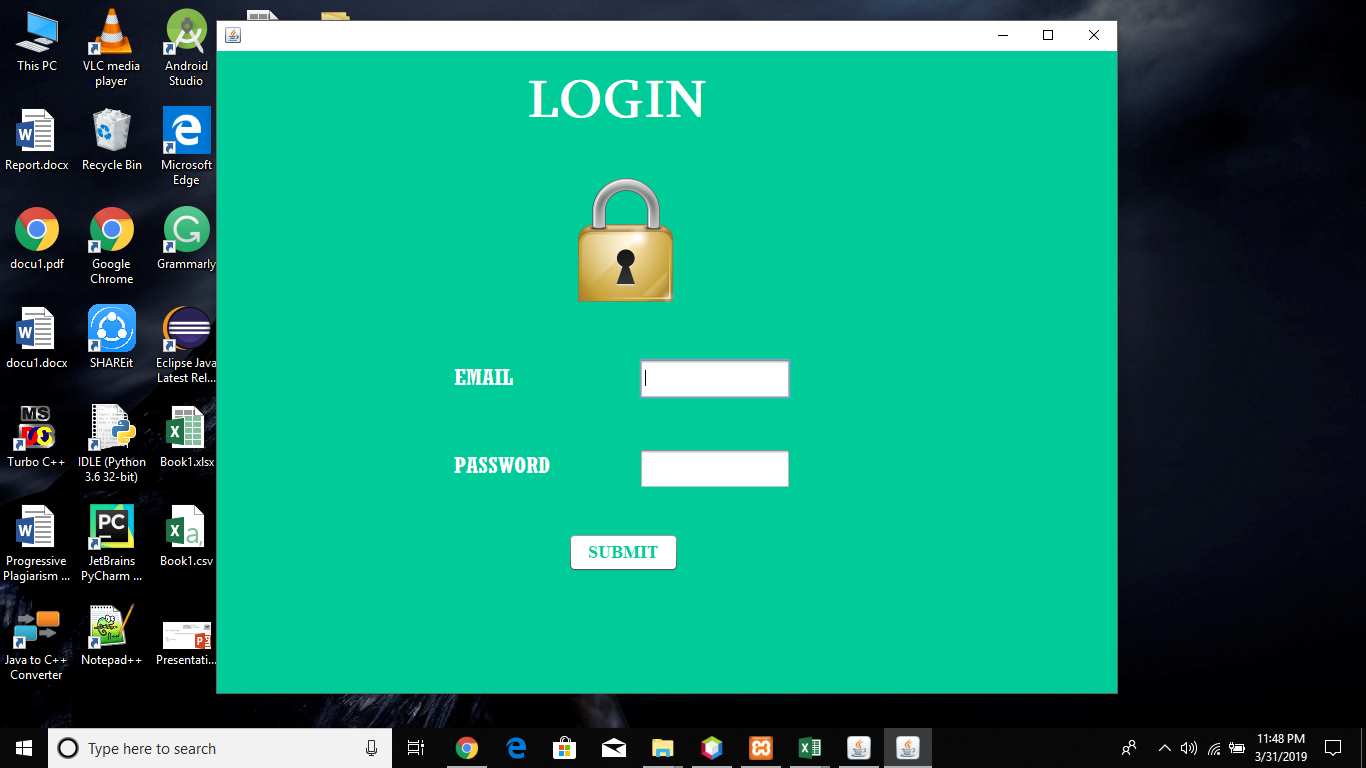 This PC
VLC media
player
Android
Studio
Report.docx
Recycle Bin
Microsoft
Edge
docu1.pdf
Google
Chrome
Grammarly
docu1.docx
SHAREit
Eclipse Java
Latest Rel...
MS
Turbo C++
IDLE (Python
3.6 32-bit)
Book1.xlsx
Progressive
Plagiarism ...
PC
JetBrains
PyCharm ...
Book1.csv
Java to C++
Converter
Notepad++
Presentati...
LOGIN
EMAIL
PASSWORD
SUBMIT
Type here to search
11:48 PM
3/31/2019